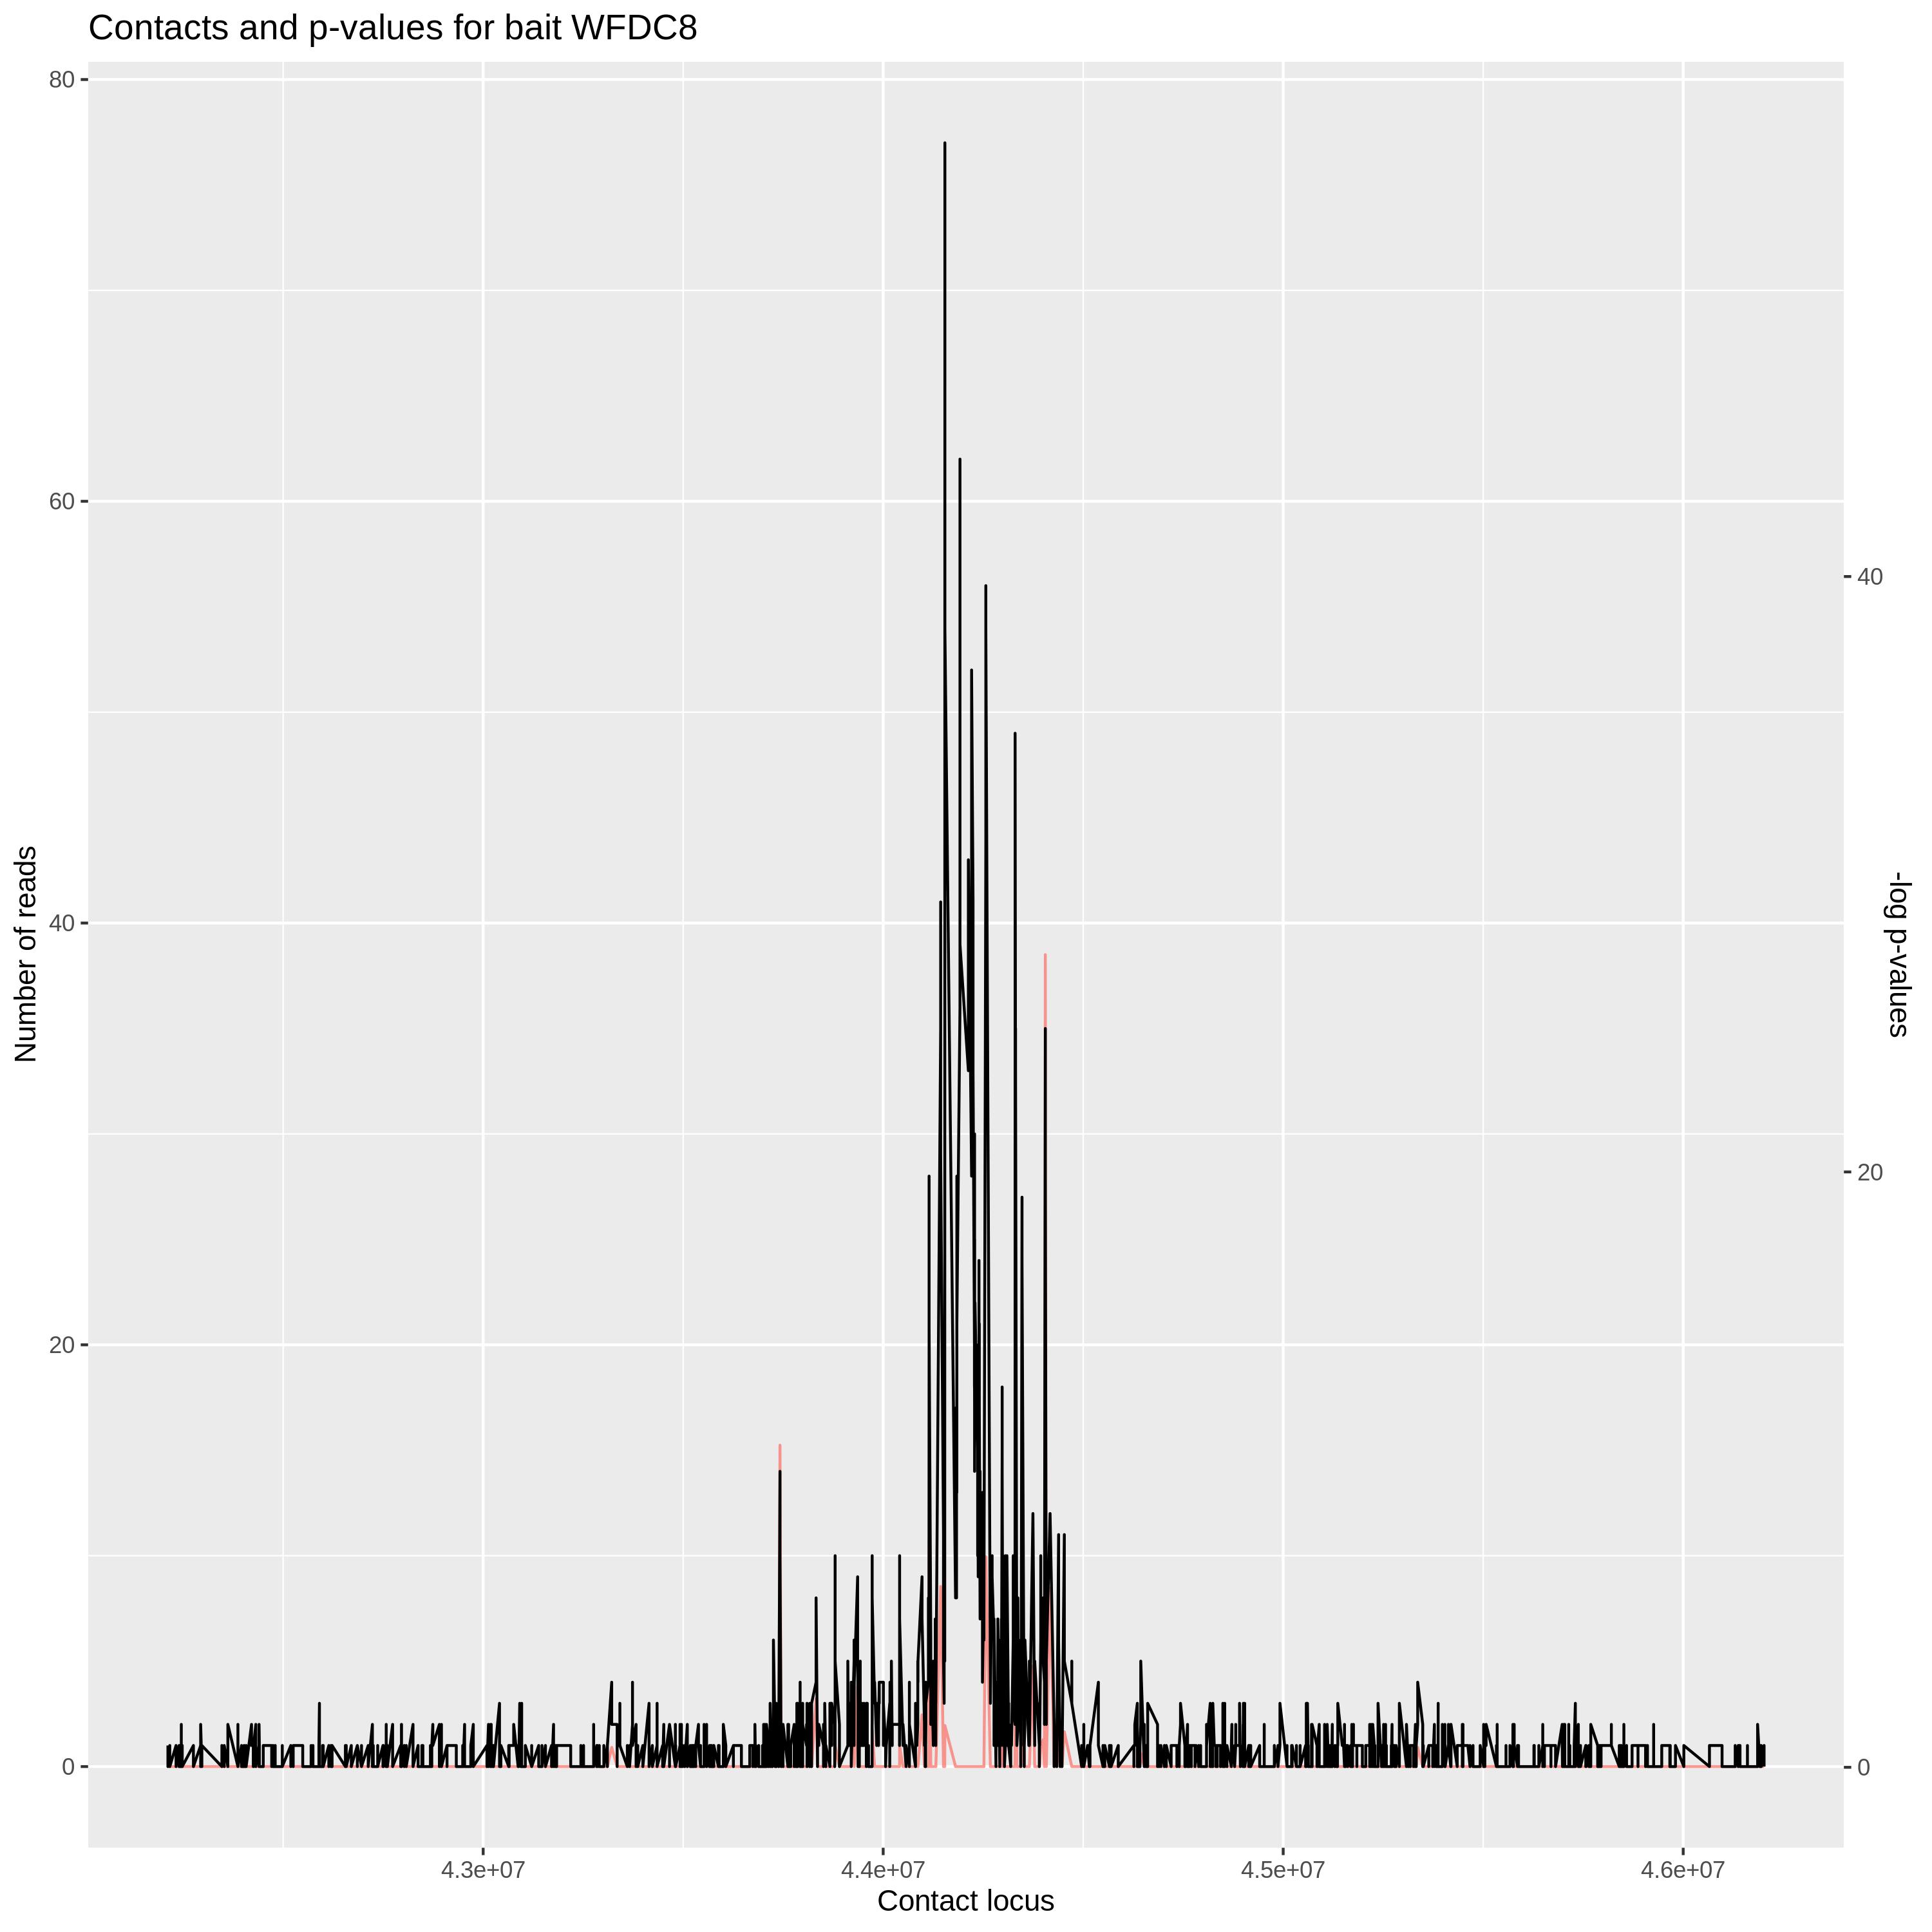 Contacts and p-values for bait WFDC8
80
60
40
20
0
Number of reads
40
20
0
-log p-values
4.3e+07
4.4e+07
4.5e+07
4.6e+07
Contact locus